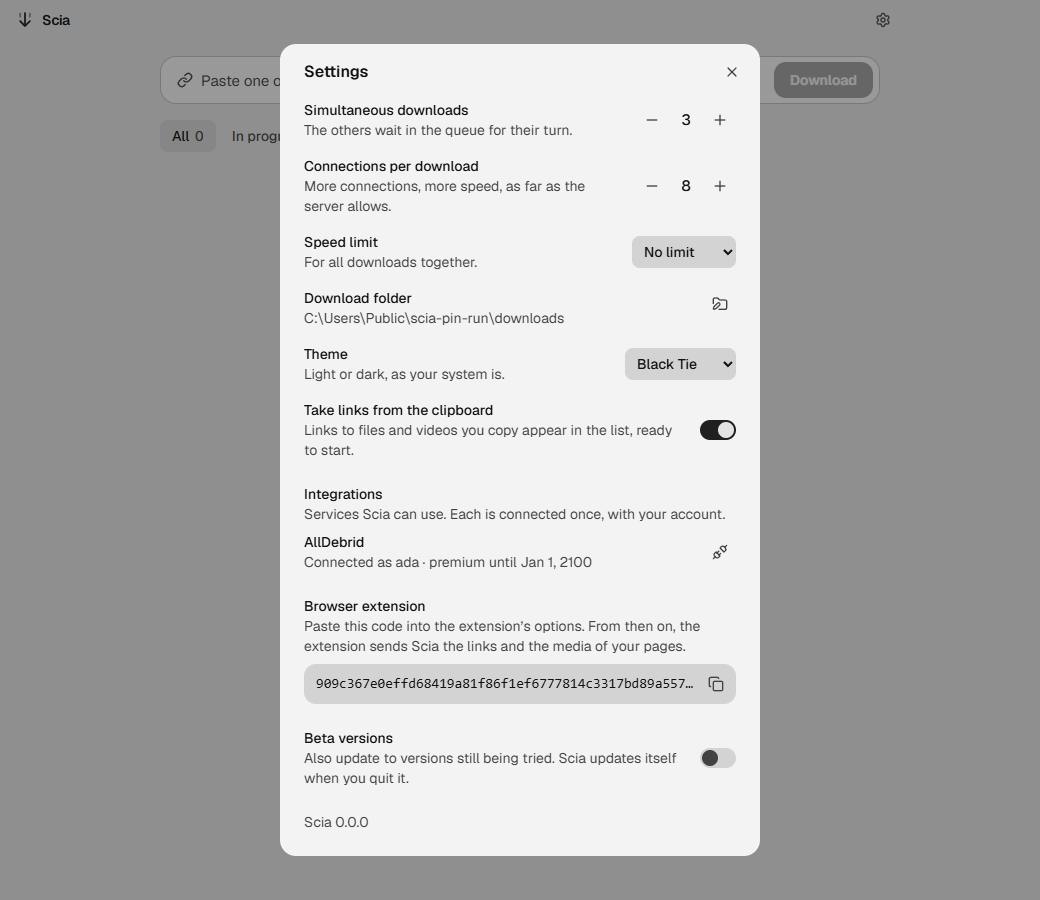 Scia
Paste one o
Download
All 0
In progr
Settings
Simultaneous downloads
The others wait in the queue for their turn.
3
Connections per download
More connections, more speed, as far as the
server allows.
8
Speed limit
For all downloads together.
No limit
Download folder
C:\Users\Public\scia-pin-run\downloads
Theme
Light or dark, as your system is.
Black Tie
Take links from the clipboard
Links to files and videos you copy appear in the list, ready
to start.
Integrations
Services Scia can use. Each is connected once, with your account.
AllDebrid
Connected as ada · premium until Jan 1, 2100
Browser extension
Paste this code into the extension’s options. From then on, the
extension sends Scia the links and the media of your pages.
909c367e0effd68419a81f86f1ef6777814c3317bd89a557…
Beta versions
Also update to versions still being tried. Scia updates itself
when you quit it.
Scia 0.0.0